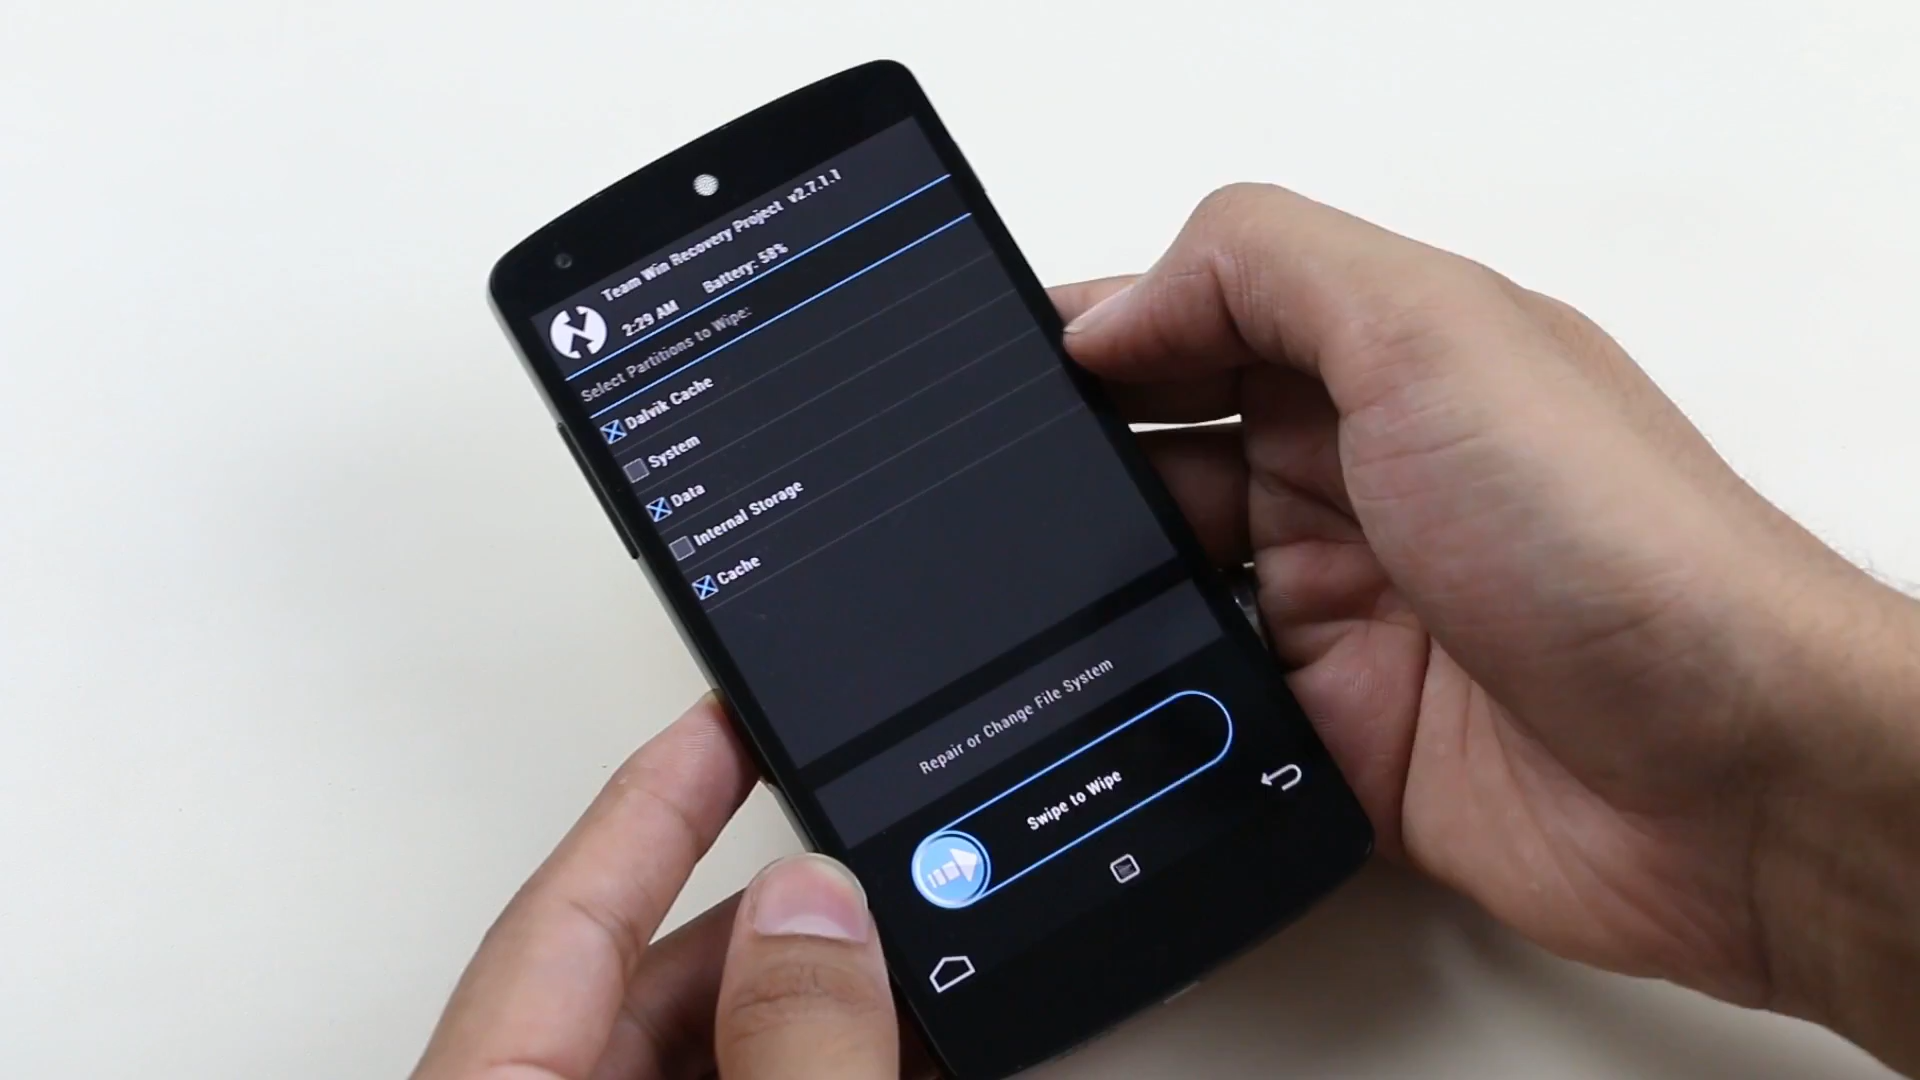 Team Win Recovery Project v2.7.1.1
2:29 AM Battery: 58%
Select Partitions to Wipe:
Dalvik Cache
System
Data
Internal Storage
Cache
Repair or Change File System
Swipe to Wipe